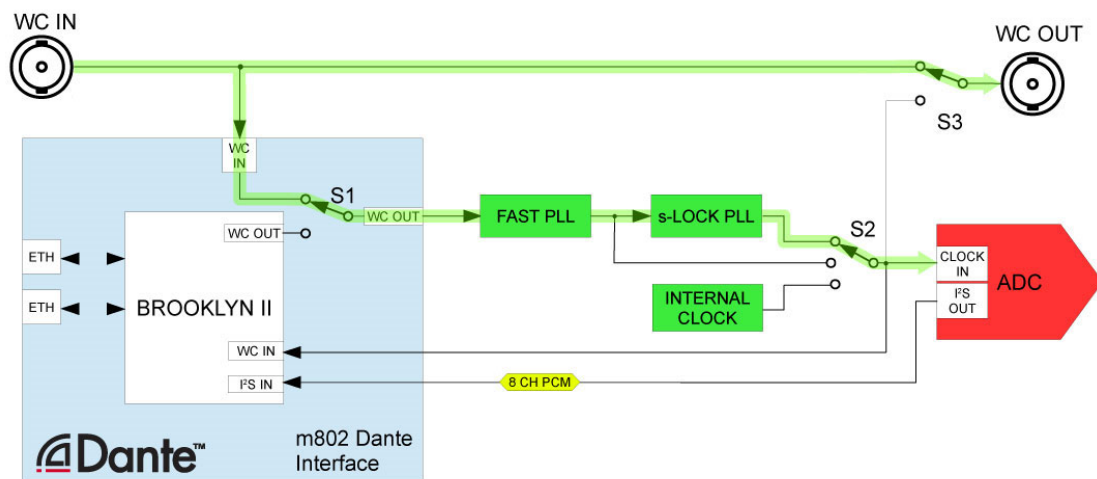 WC IN
WC OUT
S3
WC
IN
S1
WC OUT
FAST PLL
s-LOCK PLL
S2
WC OUT
ETH
ETH
BROOKLYN II
INTERNAL
CLOCK
CLOCK
IN
ADC
I²S
OUT
WC IN
I²S IN
8 CH PCM
Dante™
m802 Dante
Interface